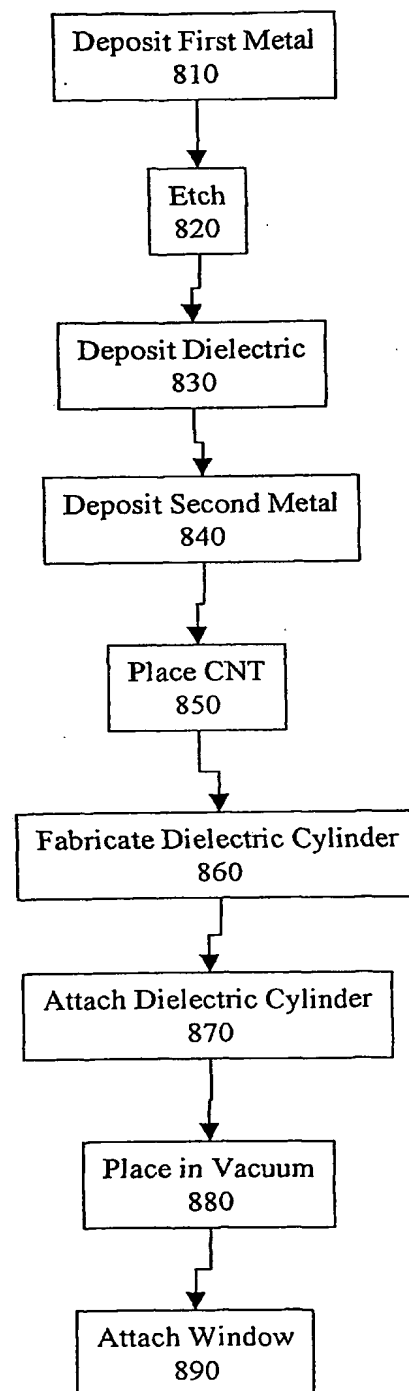 Deposit First Metal
810
Etch
820
Deposit Dielectric
830
Deposit Second Metal
840
Place CNT
850
Fabricate Dielectric Cylinder
860
Attach Dielectric Cylinder
870
Place in Vacuum
880
Attach Window
890